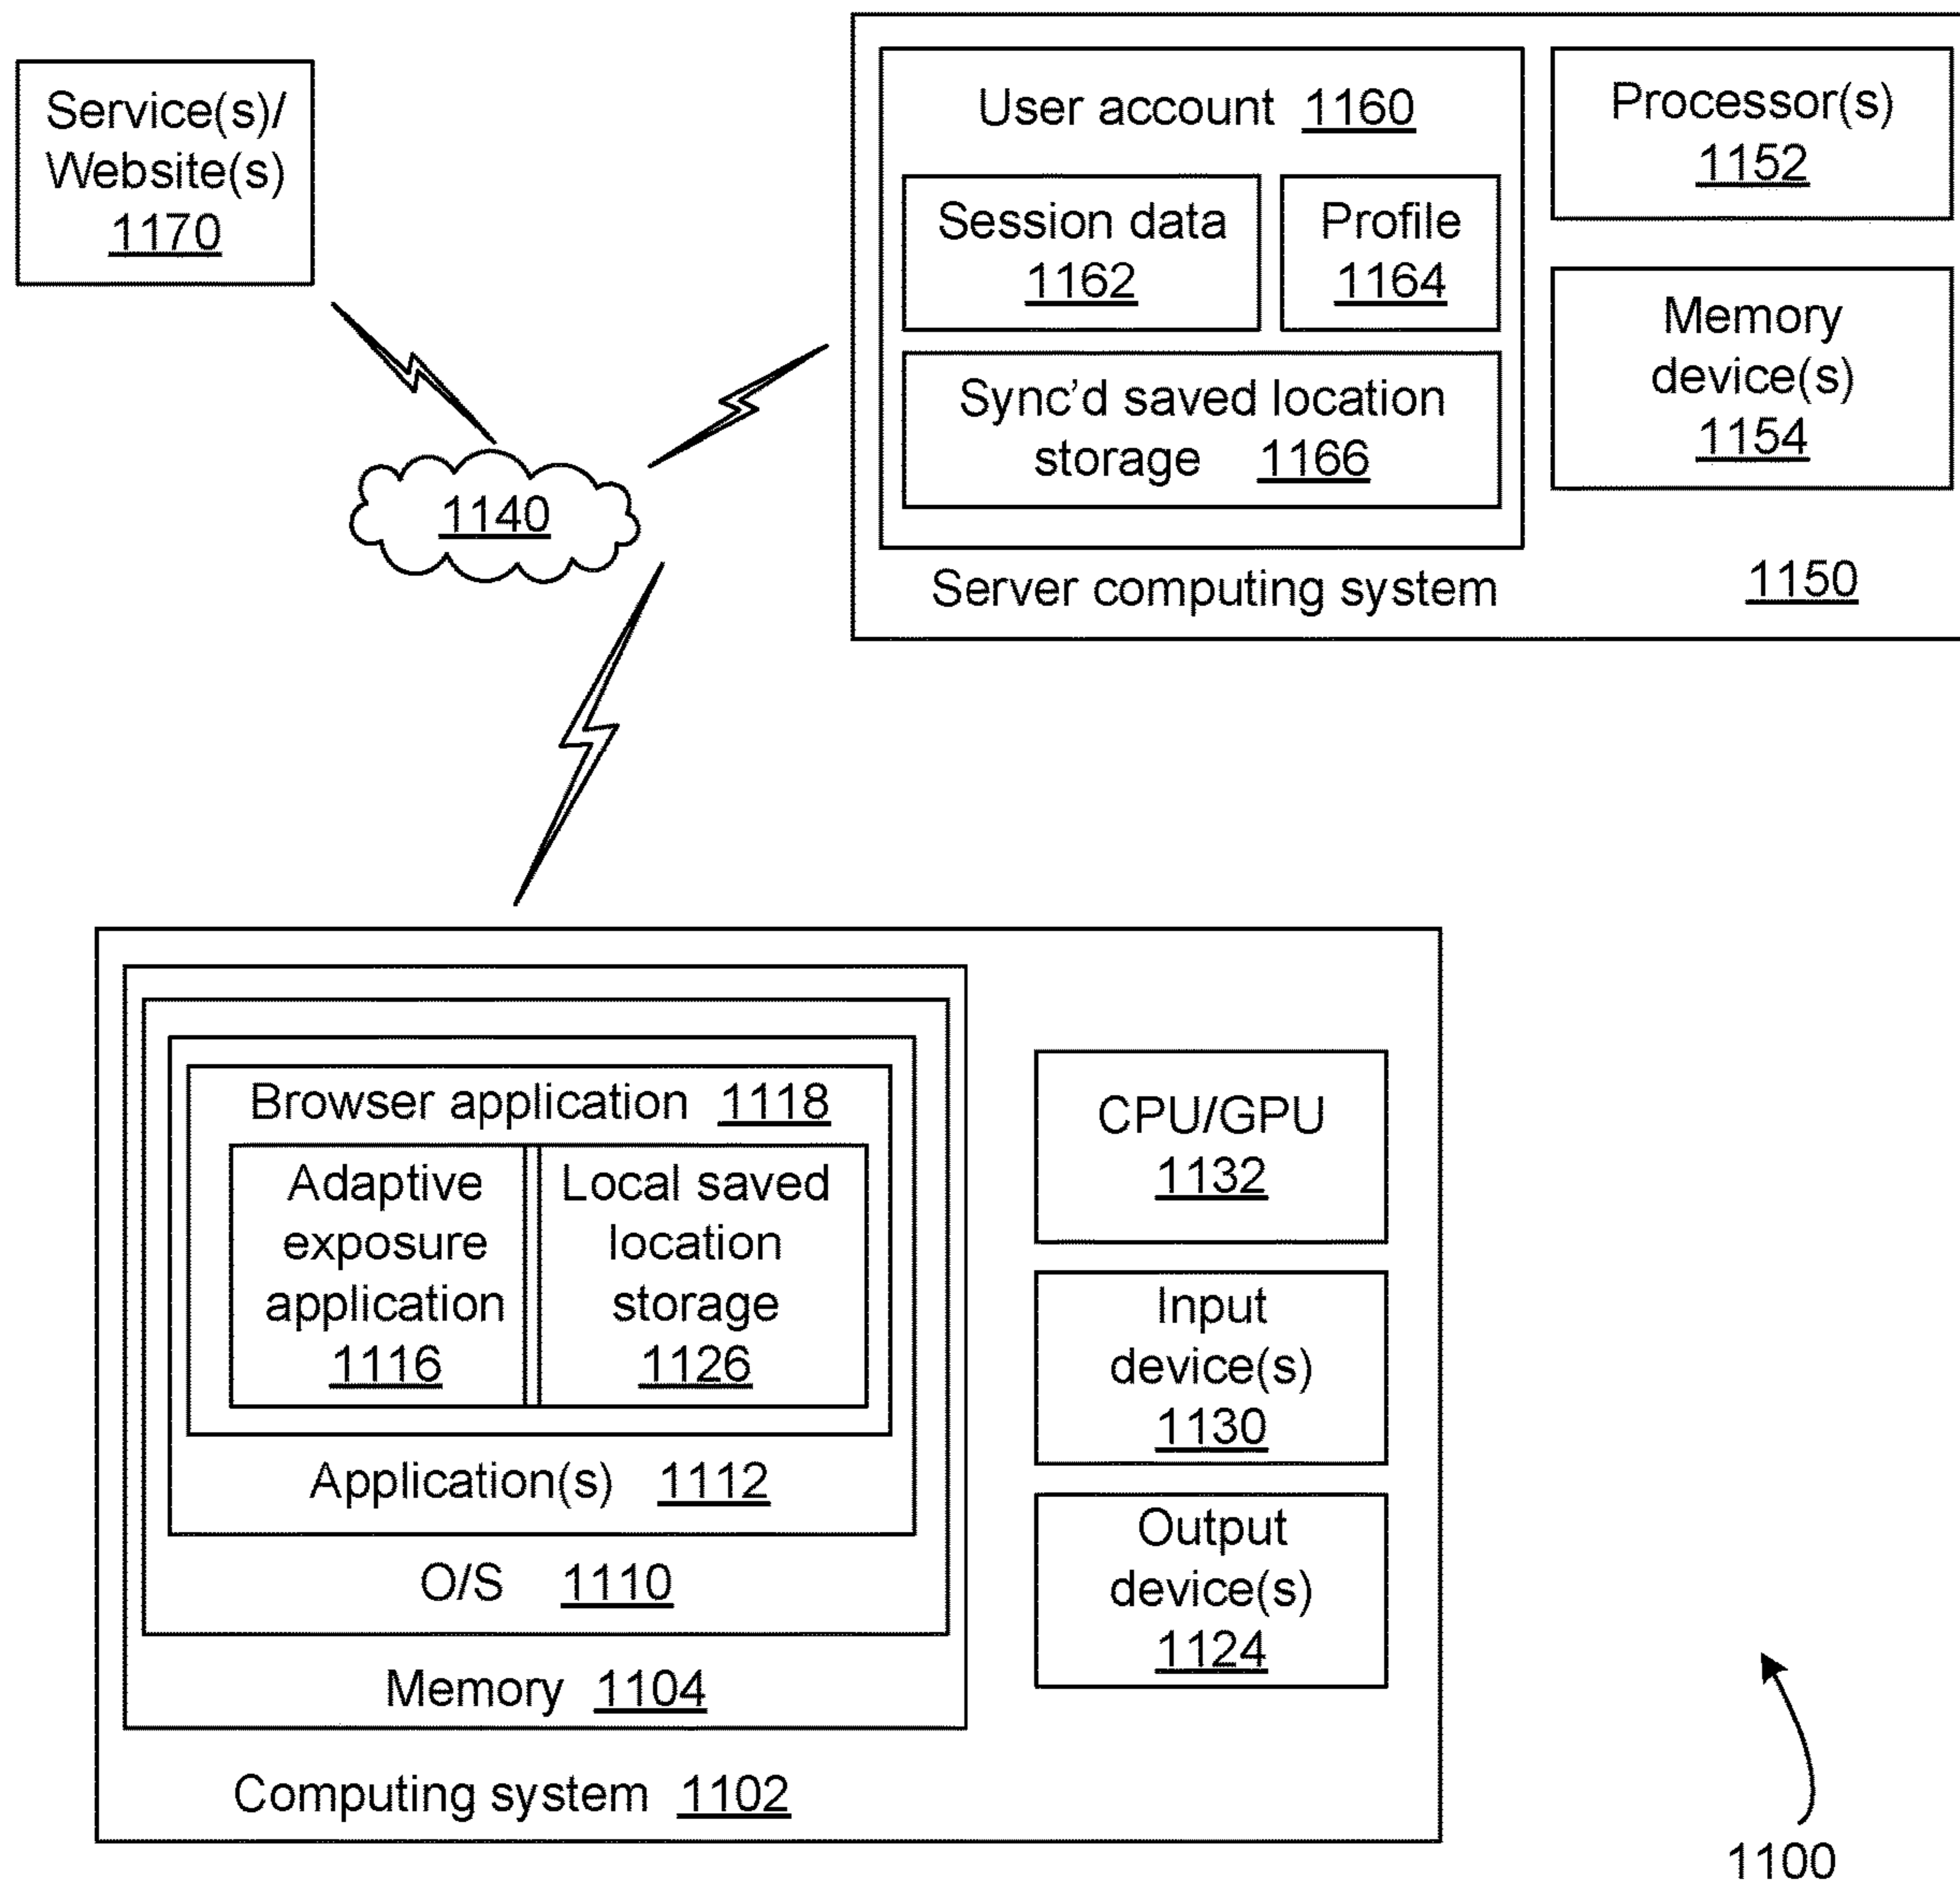 Service(s)/
Website(s)
1170
User account 1160
Session data
1162
Profile
1164
Sync'd saved location
storage 1166
Server computing system 1150
Processor(s)
1152
Memory
device(s)
1154
1140
Browser application 1118
Adaptive
exposure
application
1116
Local saved
location
storage
1126
Application(s) 1112
O/S 1110
Memory 1104
Computing system 1102
CPU/GPU
1132
Input
device(s)
1130
Output
device(s)
1124
1100